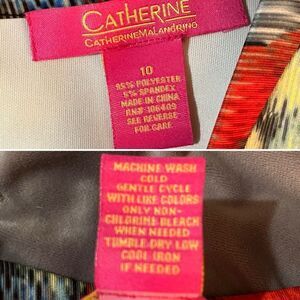 CATHERINE
CATHERINE MALANDRINO
10
95% POLYESTER
5% SPANDEX
MADE IN CHINA
RN# 106409
SEE REVERSE
FOR CARE
MACHINE WASH
COLD
GENTLE CYCLE
WITH LIKE COLORS
ONLY NON-
CHLORINE BLEACH
WHEN NEEDED
TUMBLE DRY LOW
COOL IRON
IF NEEDED